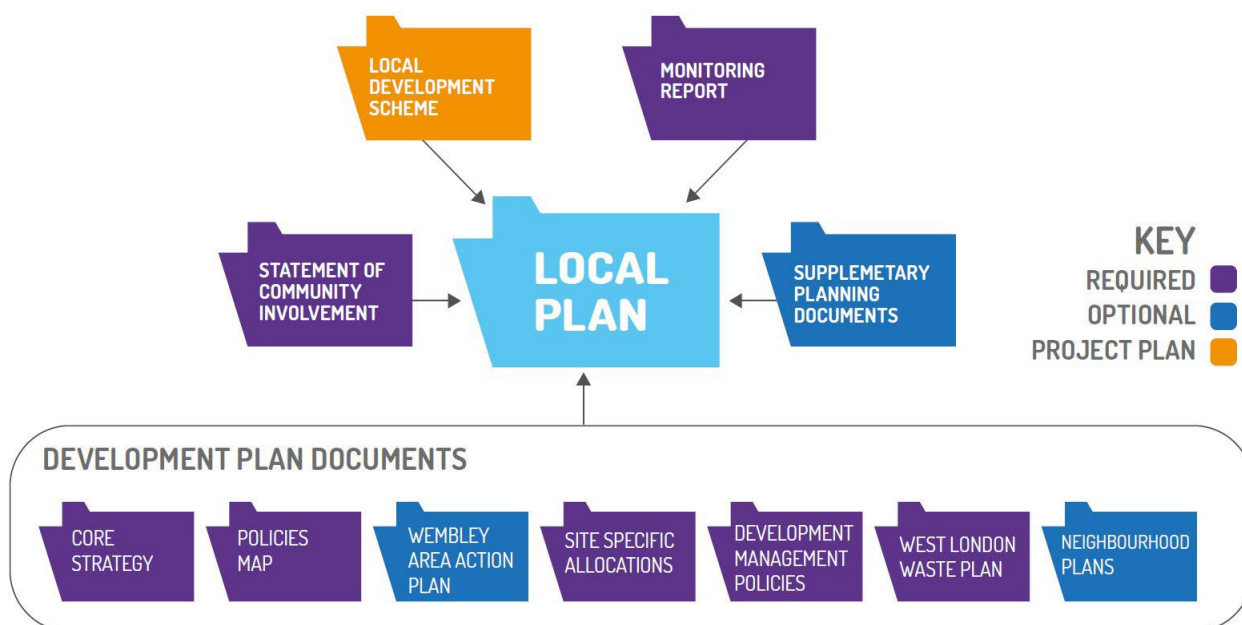 LOCAL
DEVELOPMENT
SCHEME
MONITORING
REPORT
STATEMENT OF
COMMUNITY
INVOLVEMENT
LOCAL
PLAN
SUPPLEMETARY
PLANNING
DOCUMENTS
KEY
REQUIRED
OPTIONAL
PROJECT PLAN
DEVELOPMENT PLAN DOCUMENTS
CORE
STRATEGY
POLICIES
MAP
WEMBLEY
AREA ACTION
PLAN
SITE SPECIFIC
ALLOCATIONS
DEVELOPMENT
MANAGEMENT
POLICIES
WEST LONDON
WASTE PLAN
NEIGHBOURHOOD
PLANS